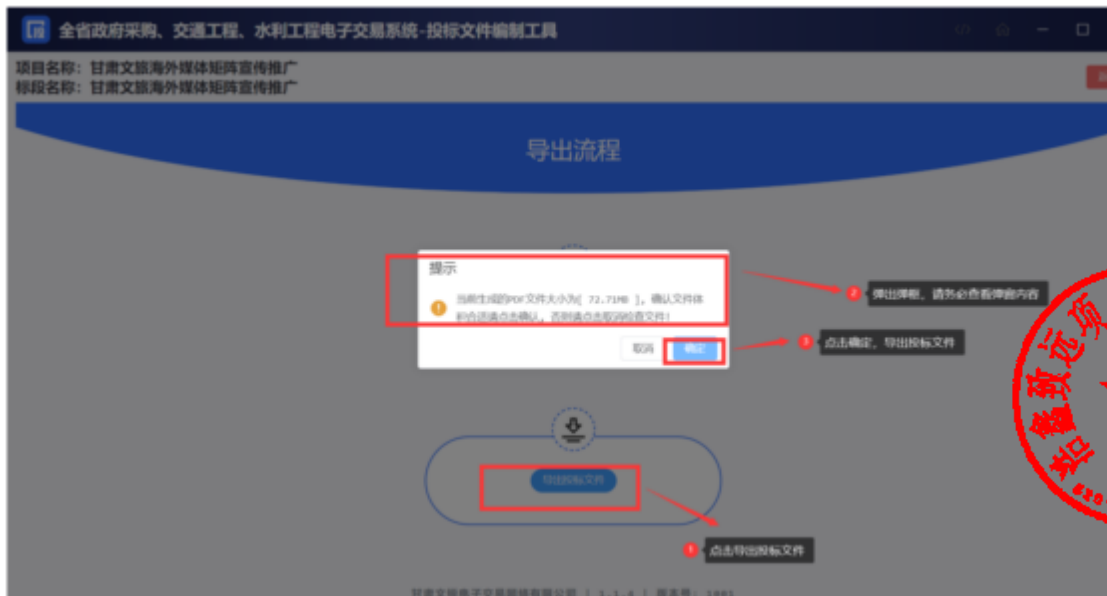 全省政府采购、交通工程、水利工程电子交易系统-投标文件编制工具
项目名称：甘肃文旅海外媒体矩阵宣传推广
标段名称：甘肃文旅海外媒体矩阵宣传推广
导出流程
提示
当前生成的PDF文件大小为[ 72.71MB ]，确认文件体
积合适请点击确认，否则请点击取消检查文件！
取消 确定
2 弹出弹框，请务必查看弹窗内容
3 点击确定，导出投标文件
导出投标文件
1 点击导出投标文件
鑫致远项